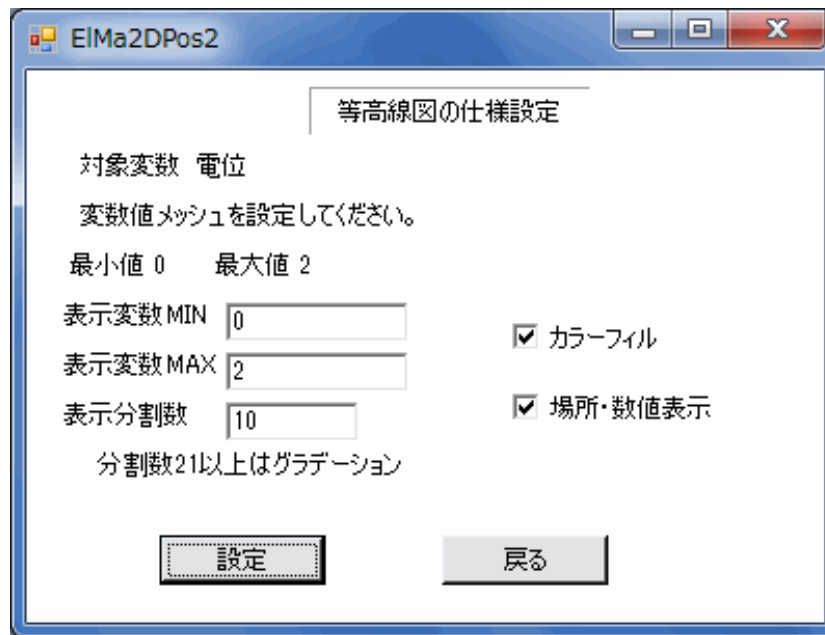 ElMa2DPos2
等高線図の仕様設定
対象変数 電位
変数値メッシュを設定してください。
最小値 0 最大値 2
表示変数MIN 0
カラーフィル
表示変数MAX 2
表示分割数 10
場所・数値表示
分割数21以上はグラデーション
設定 戻る